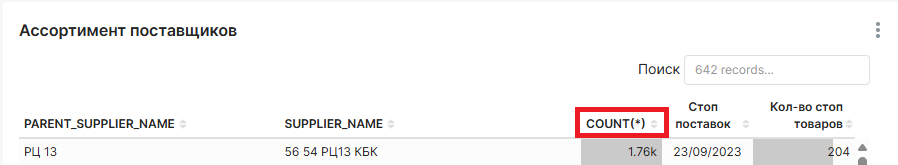 Ассортимент поставщиков
Поиск 642 records...
PARENT_SUPPLIER_NAME SUPPLIER_NAME COUNT(*) Стоп поставок Кол-во стоп товаров
РЦ 13 56 54 РЦ13 КБК 1.76k 23/09/2023 204